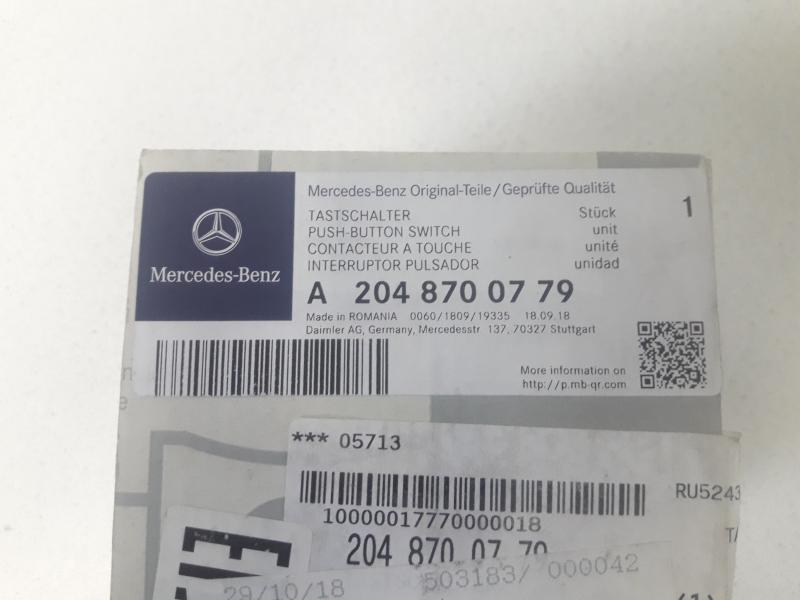 Mercedes-Benz
Mercedes-Benz Original-Teile/Geprüfte Qualität
TASTSCHALTER Stück 1
PUSH-BUTTON SWITCH unit
CONTACTEUR A TOUCHE unité
INTERRUPTOR PULSADOR unidad
A 204 870 07 79
Made in ROMANIA 0060/1809/19335 18.09.18
Daimler AG, Germany, Mercedesstr. 137, 70327 Stuttgart
More information on
http://p.mb-qr.com
*** 05713
RU5243
10000017770000018
204 870 07 79
29/10/18 503183/ 000042
(1)